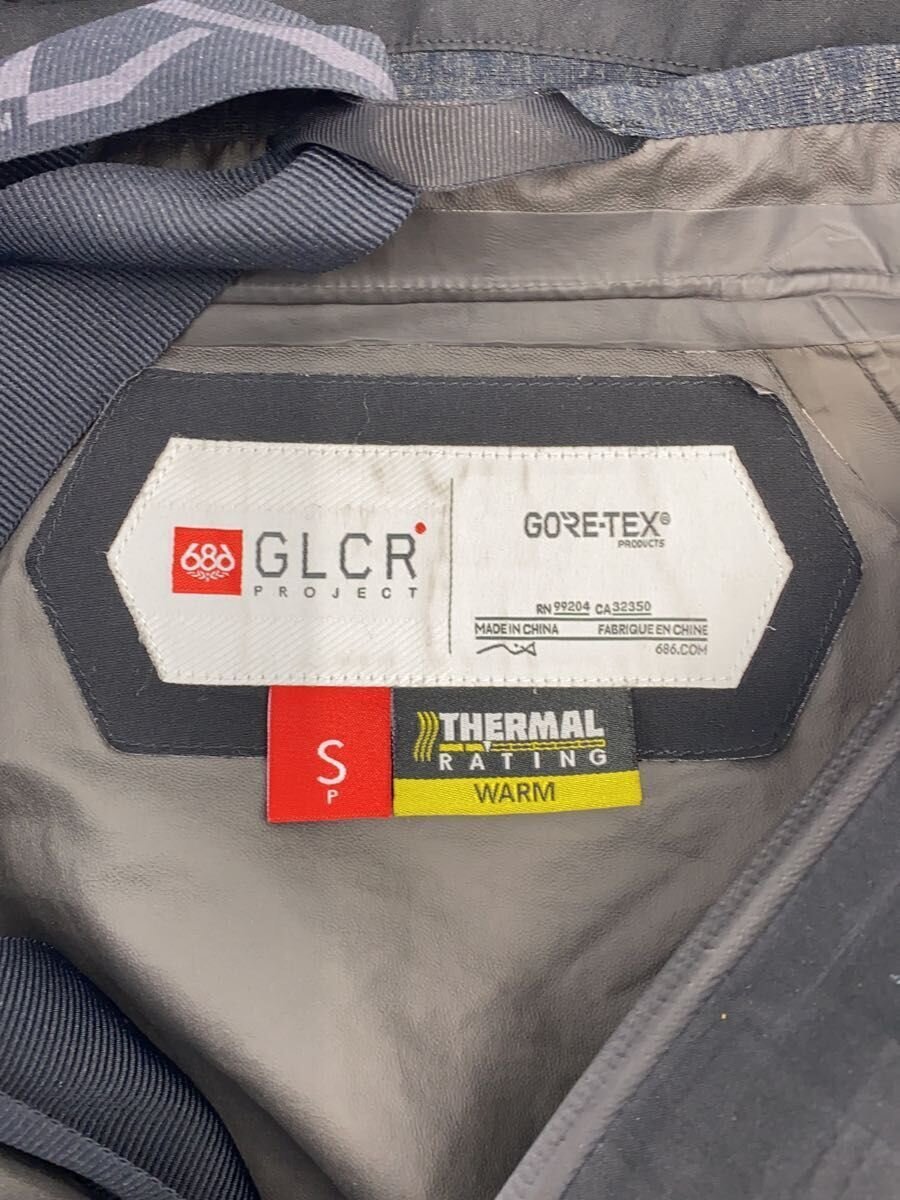 686 GLCR
PROJECT
GORE-TEX®
PRODUCTS
RN 99204 CA 32350
MADE IN CHINA FABRIQUE EN CHINE
686.COM
S
P
THERMAL
RATING
WARM